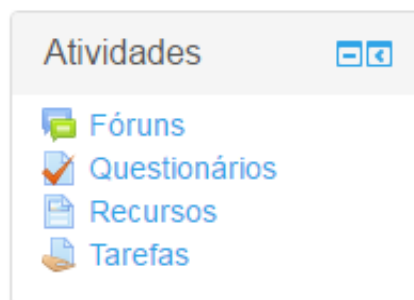 Atividades
Fóruns
Questionários
Recursos
Tarefas